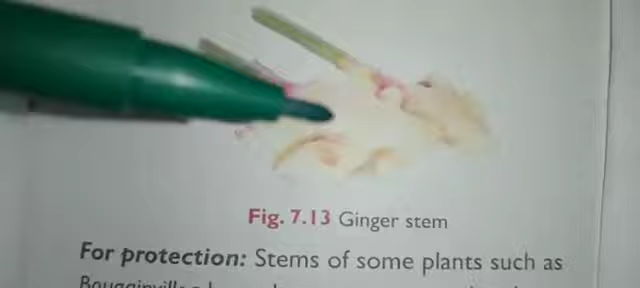 Fig. 7.13 Ginger stem
For protection: Stems of some plants such as